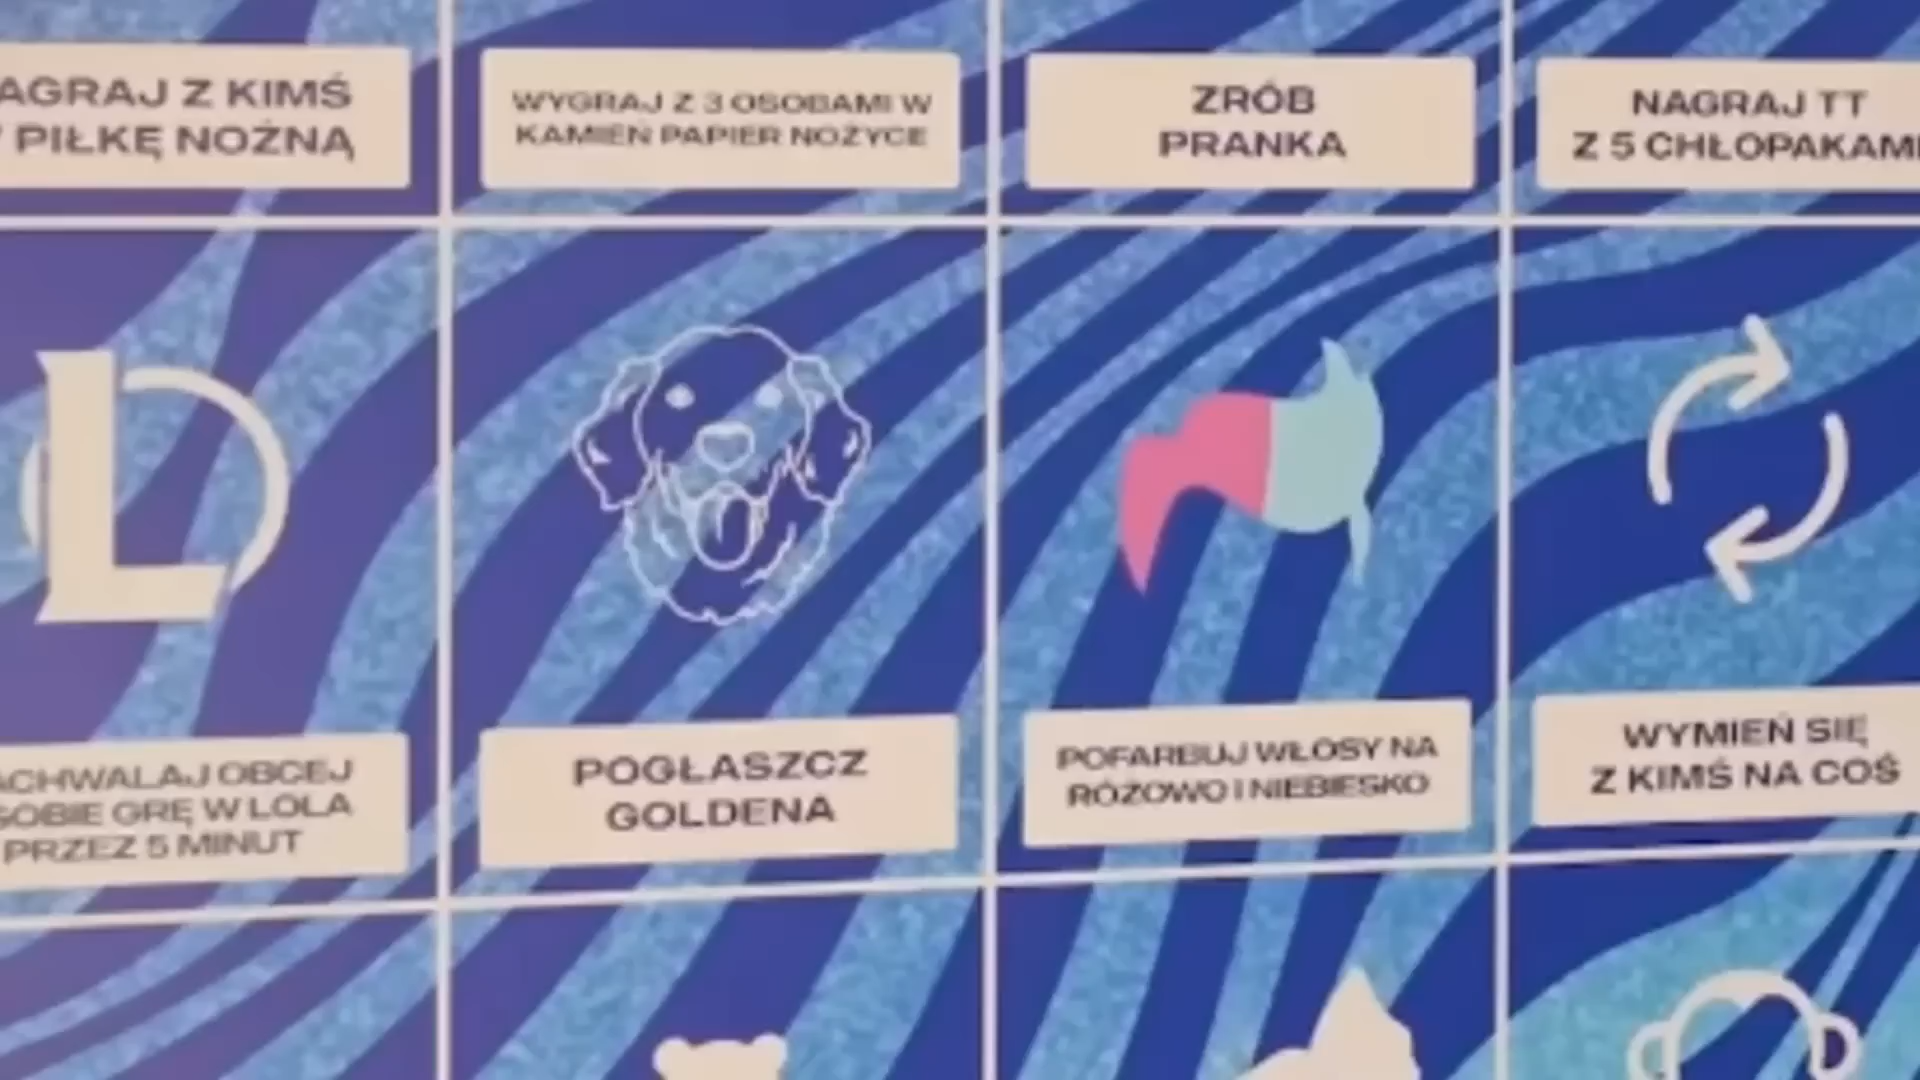 AGRAJ Z KIMŚ
PIŁKĘ NOŻNĄ
WYGRAJ Z 3 OSOBAMI W
KAMIEŃ PAPIER NOŻYCE
ZRÓB
PRANKA
NAGRAJ TT
Z 5 CHŁOPAKAMI
L
ACHWALAJ OBCEJ
SOBIE GRĘ W LOLA
PRZEZ 5 MINUT
POGŁASZCZ
GOLDENA
POFARBUJ WŁOSY NA
RÓŻOWO I NIEBIESKO
WYMIEŃ SIĘ
Z KIMŚ NA COŚ